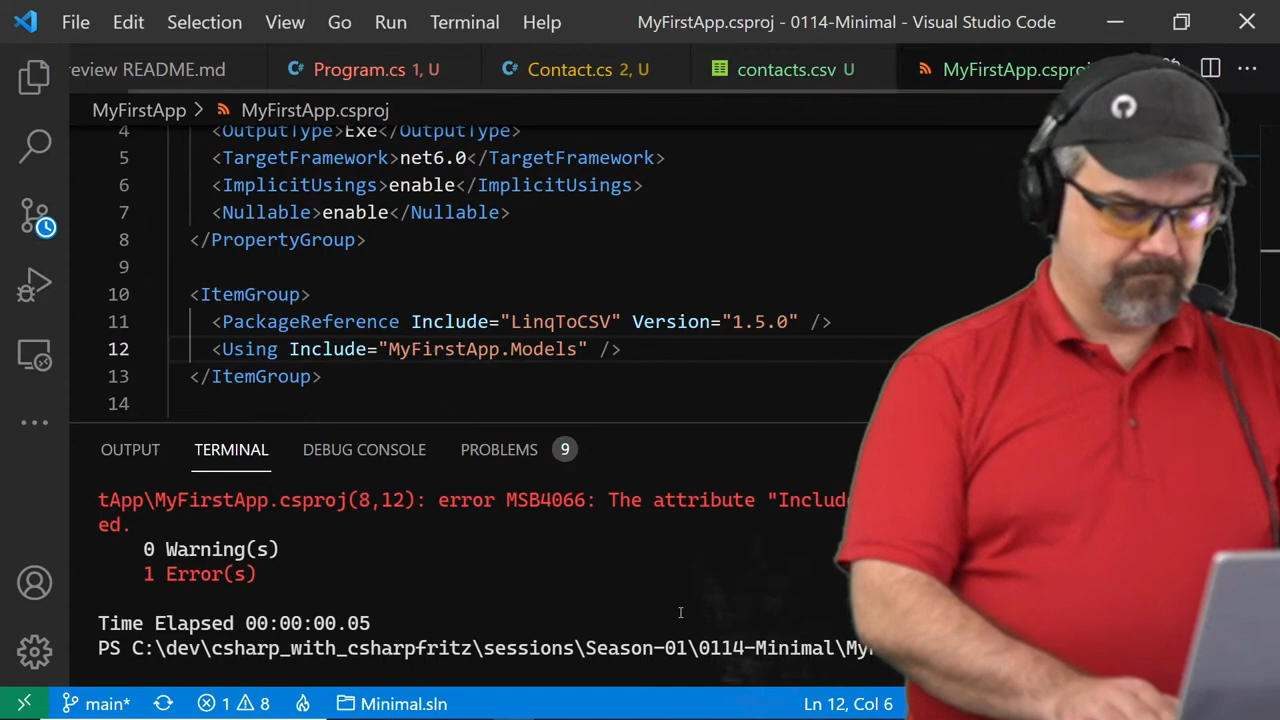 File Edit Selection View Go Run Terminal Help MyFirstApp.csproj - 0114-Minimal - Visual Studio Code
review README.md Program.cs 1, U Contact.cs 2, U contacts.csv U MyFirstApp.csproj
MyFirstApp > MyFirstApp.csproj
4 <OutputType>Exe</OutputType>
5 <TargetFramework>net6.0</TargetFramework>
6 <ImplicitUsings>enable</ImplicitUsings>
7 <Nullable>enable</Nullable>
8 </PropertyGroup>
9
10 <ItemGroup>
11 <PackageReference Include="LinqToCSV" Version="1.5.0" />
12 <Using Include="MyFirstApp.Models" />
13 </ItemGroup>
14
OUTPUT TERMINAL DEBUG CONSOLE PROBLEMS 9
tApp\MyFirstApp.csproj(8,12): error MSB4066: The attribute "Includ
ed.
0 Warning(s)
1 Error(s)
Time Elapsed 00:00:00.05
PS C:\dev\csharp_with_csharpfritz\sessions\Season-01\0114-Minimal\My
main* 1 8 Minimal.sln Ln 12, Col 6